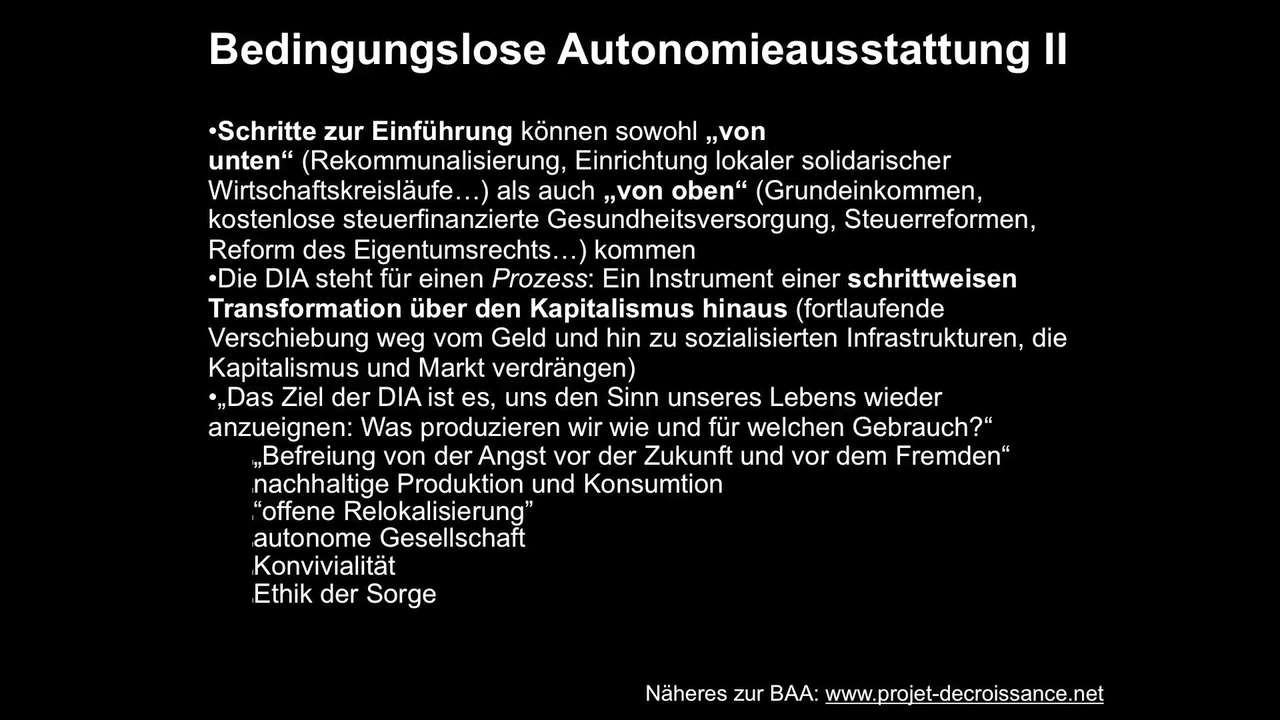 Bedingungslose Autonomieausstattung II
•Schritte zur Einführung können sowohl „von
unten“ (Rekommunalisierung, Einrichtung lokaler solidarischer
Wirtschaftskreisläufe…) als auch „von oben“ (Grundeinkommen,
kostenlose steuerfinanzierte Gesundheitsversorgung, Steuerreformen,
Reform des Eigentumsrechts…) kommen
•Die DIA steht für einen Prozess: Ein Instrument einer schrittweisen
Transformation über den Kapitalismus hinaus (fortlaufende
Verschiebung weg vom Geld und hin zu sozialisierten Infrastrukturen, die
Kapitalismus und Markt verdrängen)
•„Das Ziel der DIA ist es, uns den Sinn unseres Lebens wieder
anzueignen: Was produzieren wir wie und für welchen Gebrauch?“
„Befreiung von der Angst vor der Zukunft und vor dem Fremden“
nachhaltige Produktion und Konsumtion
“offene Relokalisierung”
autonome Gesellschaft
Konvivialität
Ethik der Sorge
Näheres zur BAA: www.projet-decroissance.net